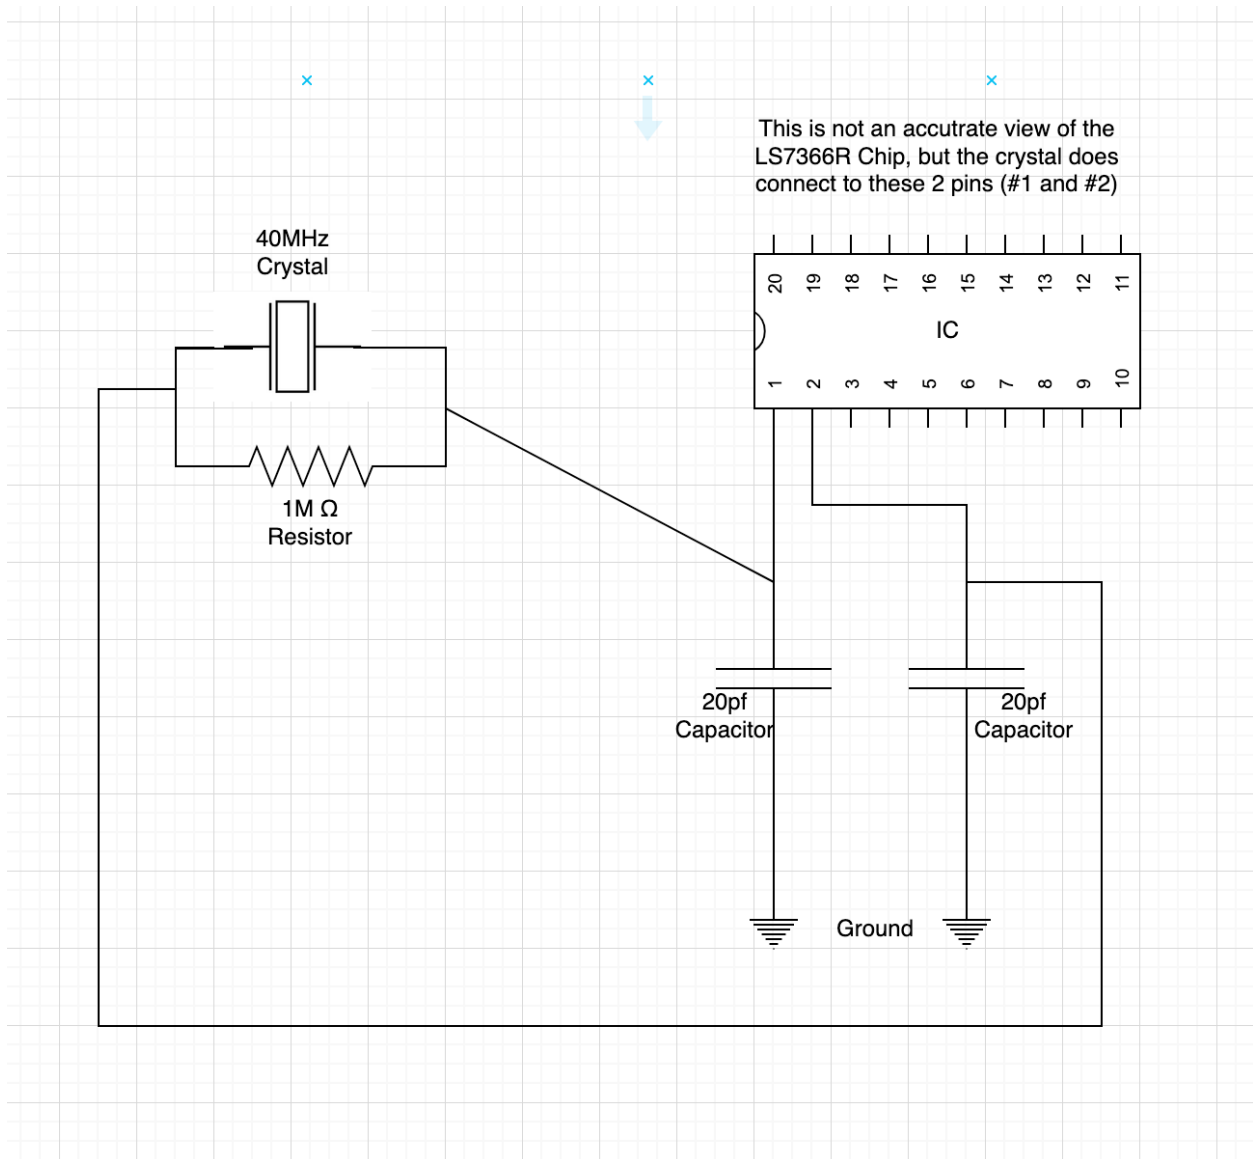 This is not an accutrate view of the
LS7366R Chip, but the crystal does
connect to these 2 pins (#1 and #2)
40MHz
Crystal
20 19 18 17 16 15 14 13 12 11
IC
1 2 3 4 5 6 7 8 9 10
1M Ω
Resistor
20pf
Capacitor
20pf
Capacitor
Ground